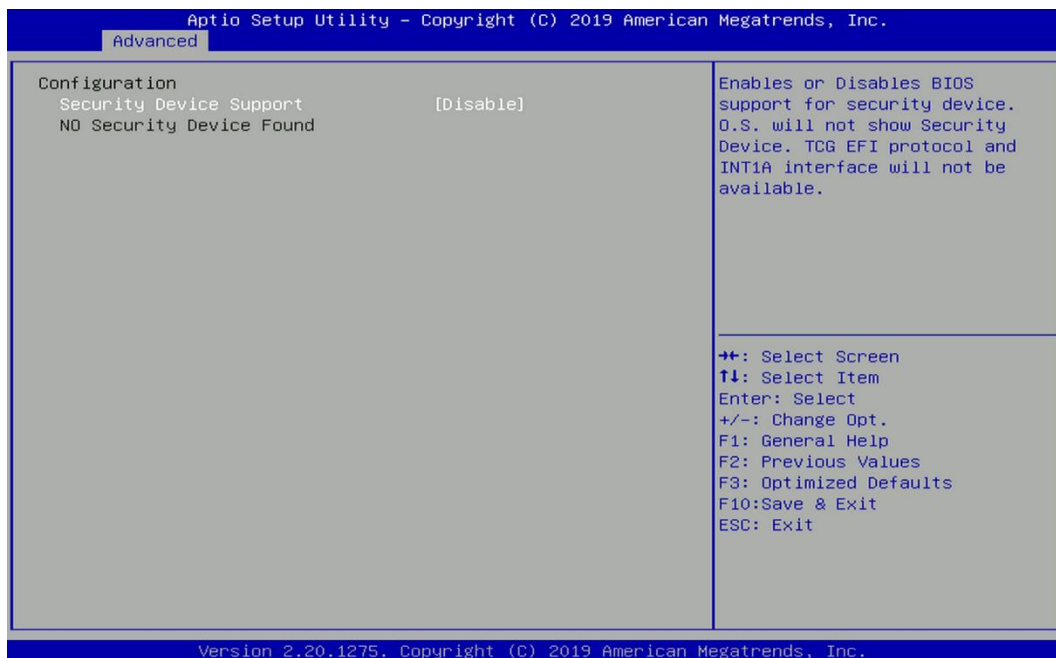 Aptio Setup Utility – Copyright (C) 2019 American Megatrends, Inc.
Advanced
Configuration
Security Device Support [Disable]
NO Security Device Found
Enables or Disables BIOS
support for security device.
O.S. will not show Security
Device. TCG EFI protocol and
INT1A interface will not be
available.
→←: Select Screen
↑↓: Select Item
Enter: Select
+/-: Change Opt.
F1: General Help
F2: Previous Values
F3: Optimized Defaults
F10:Save & Exit
ESC: Exit
Version 2.20.1275. Copyright (C) 2019 American Megatrends, Inc.